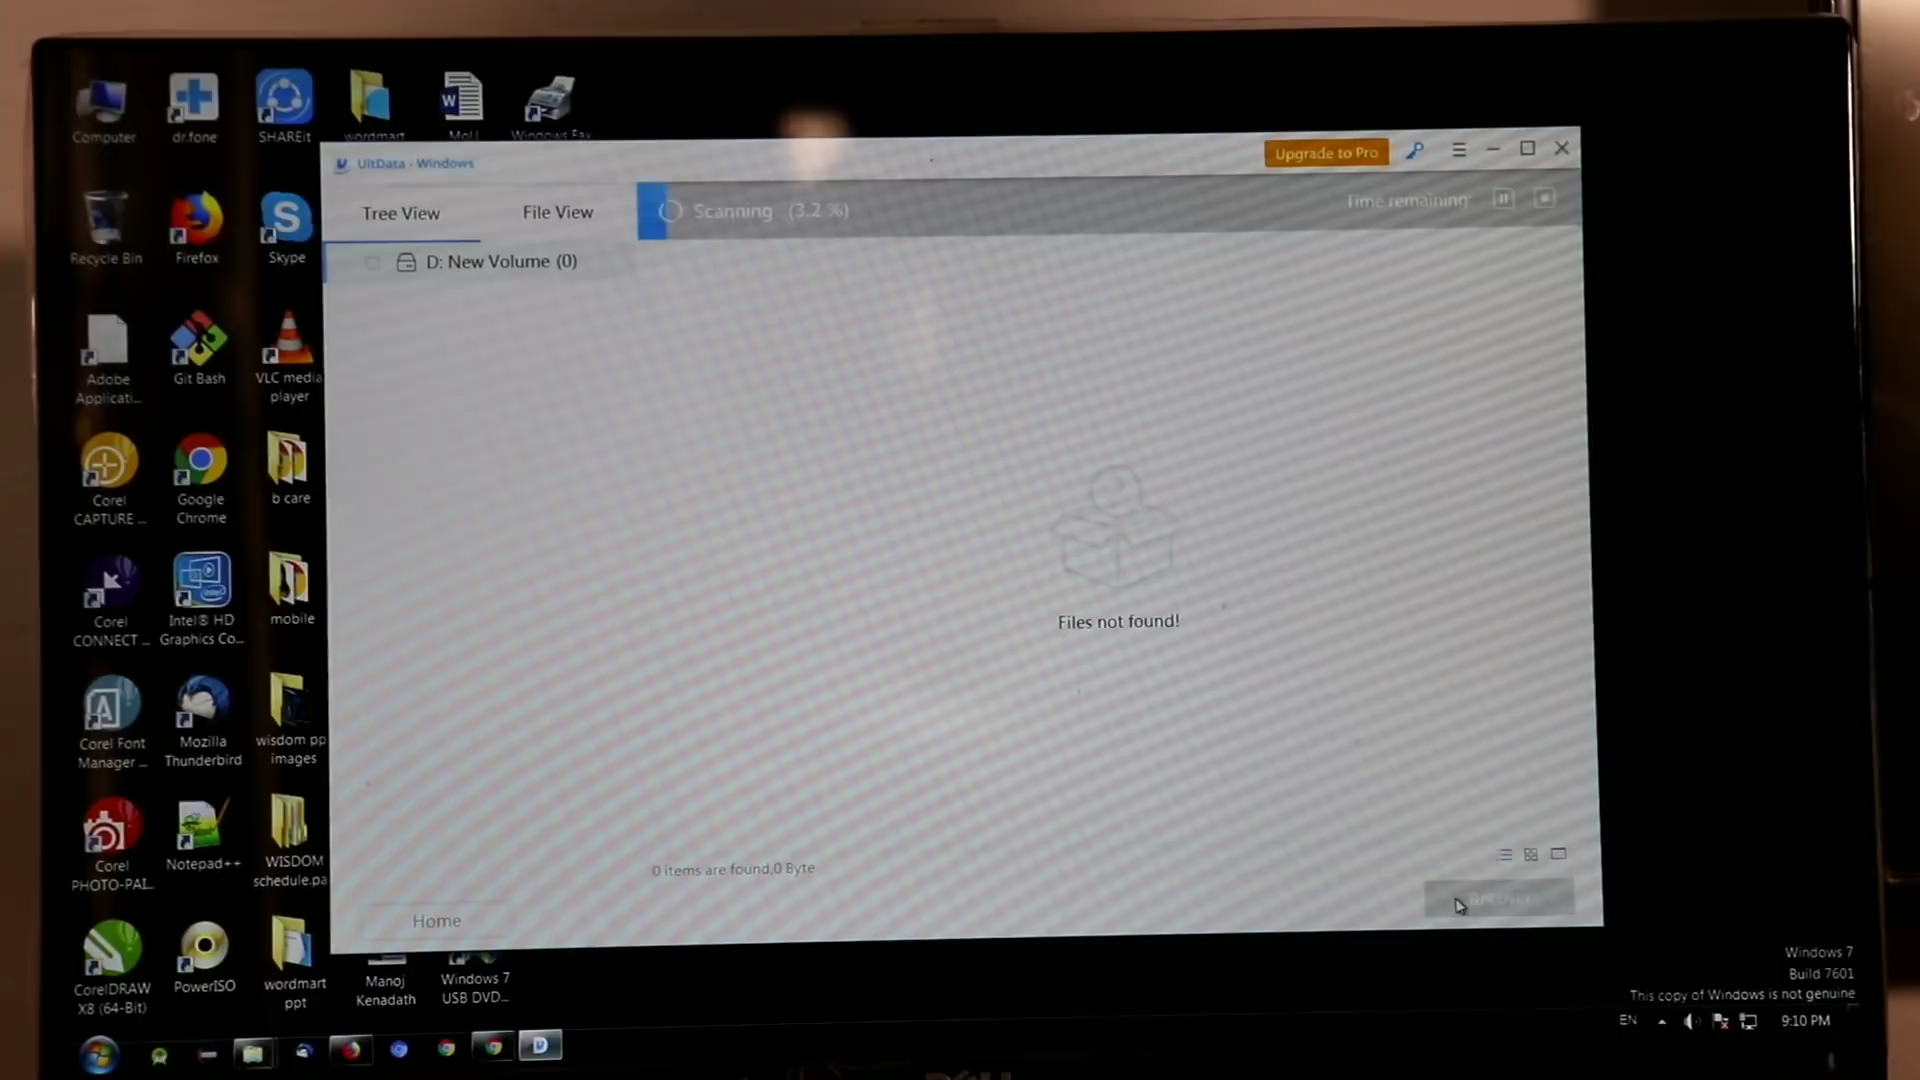 Computer
dr.fone
SHAREit
wordmart
MoU
Windows Fax
UltData - Windows
Upgrade to Pro
Tree View
File View
Scanning (3.2 %)
Time remaining:
D: New Volume (0)
Recycle Bin
Firefox
Skype
Adobe
Applicati...
Git Bash
VLC media
player
Corel
CAPTURE ...
Google
Chrome
b care
Corel
CONNECT ...
Intel® HD
Graphics Co...
mobile
Files not found!
Corel Font
Manager ...
Mozilla
Thunderbird
wisdom pp
images
Corel
PHOTO-PAI...
Notepad++
WISDOM
schedule.pa
0 items are found,0 Byte
Home
CorelDRAW
X8 (64-Bit)
PowerISO
wordmart
ppt
Manoj
Kenadath
Windows 7
USB DVD...
Windows 7
Build 7601
This copy of Windows is not genuine
EN
9:10 PM